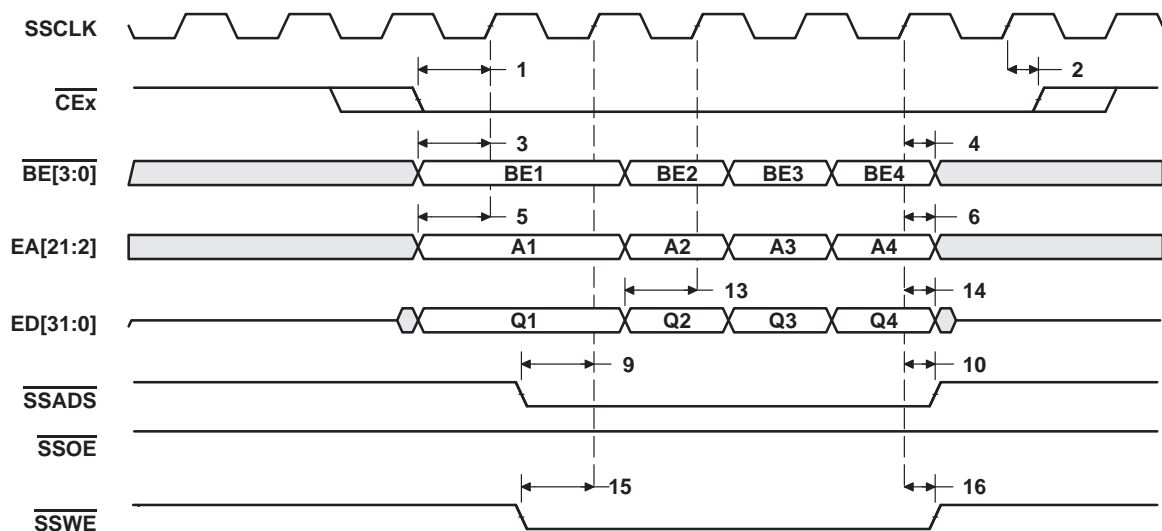 SSCLK
1 2
CEx
3 4
BE[3:0] BE1 BE2 BE3 BE4
5 6
EA[21:2] A1 A2 A3 A4
13 14
ED[31:0] Q1 Q2 Q3 Q4
9 10
SSADS
SSOE
15 16
SSWE